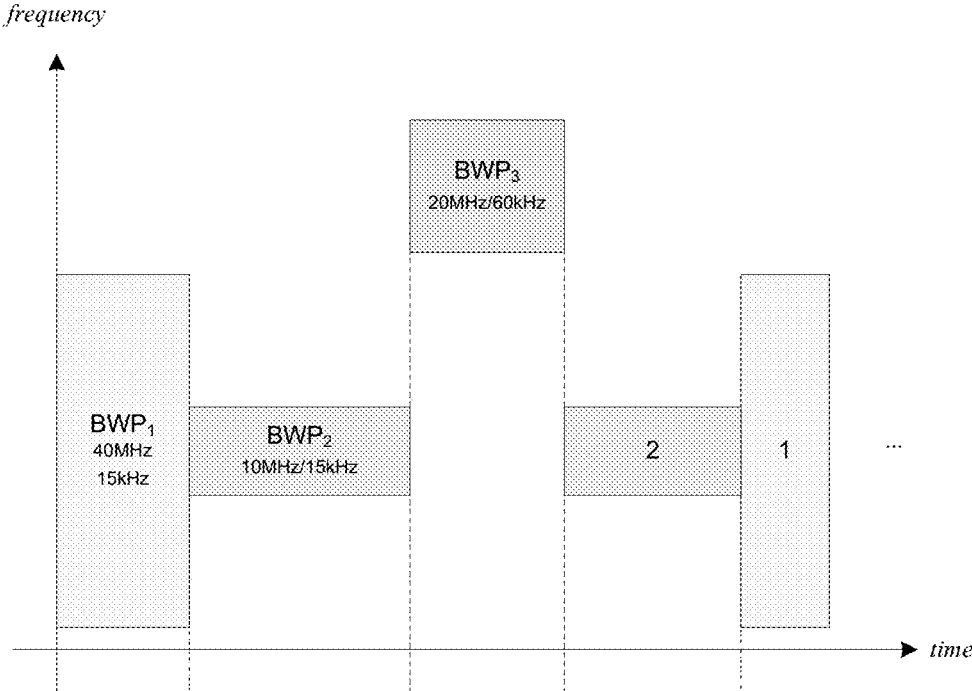 frequency
BWP₃
20MHz/60kHz
BWP₁
40MHz
15kHz
BWP₂
10MHz/15kHz
2
1
...
time